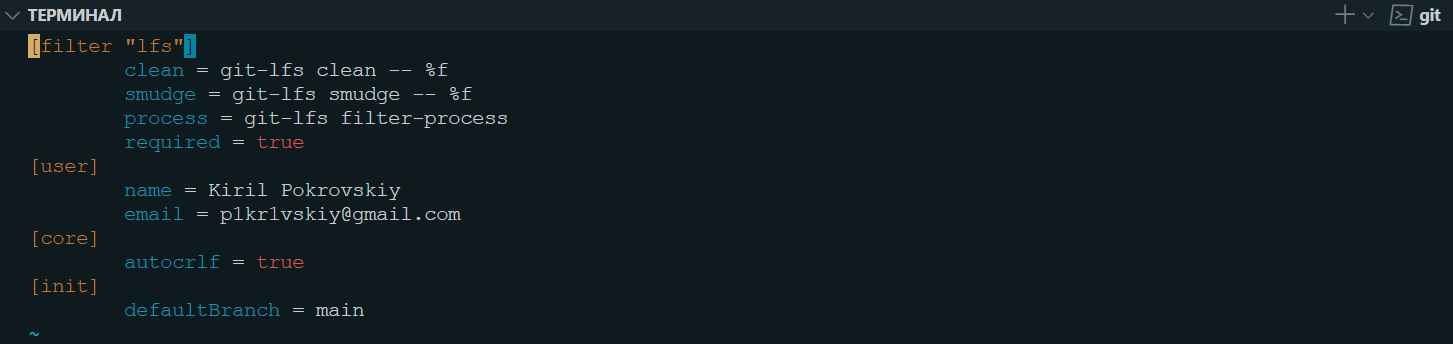 ТЕРМИНАЛ
git
[filter "lfs"]
clean = git-lfs clean -- %f
smudge = git-lfs smudge -- %f
process = git-lfs filter-process
required = true
[user]
name = Kiril Pokrovskiy
email = p1kr1vskiy@gmail.com
[core]
autocrlf = true
[init]
defaultBranch = main
~